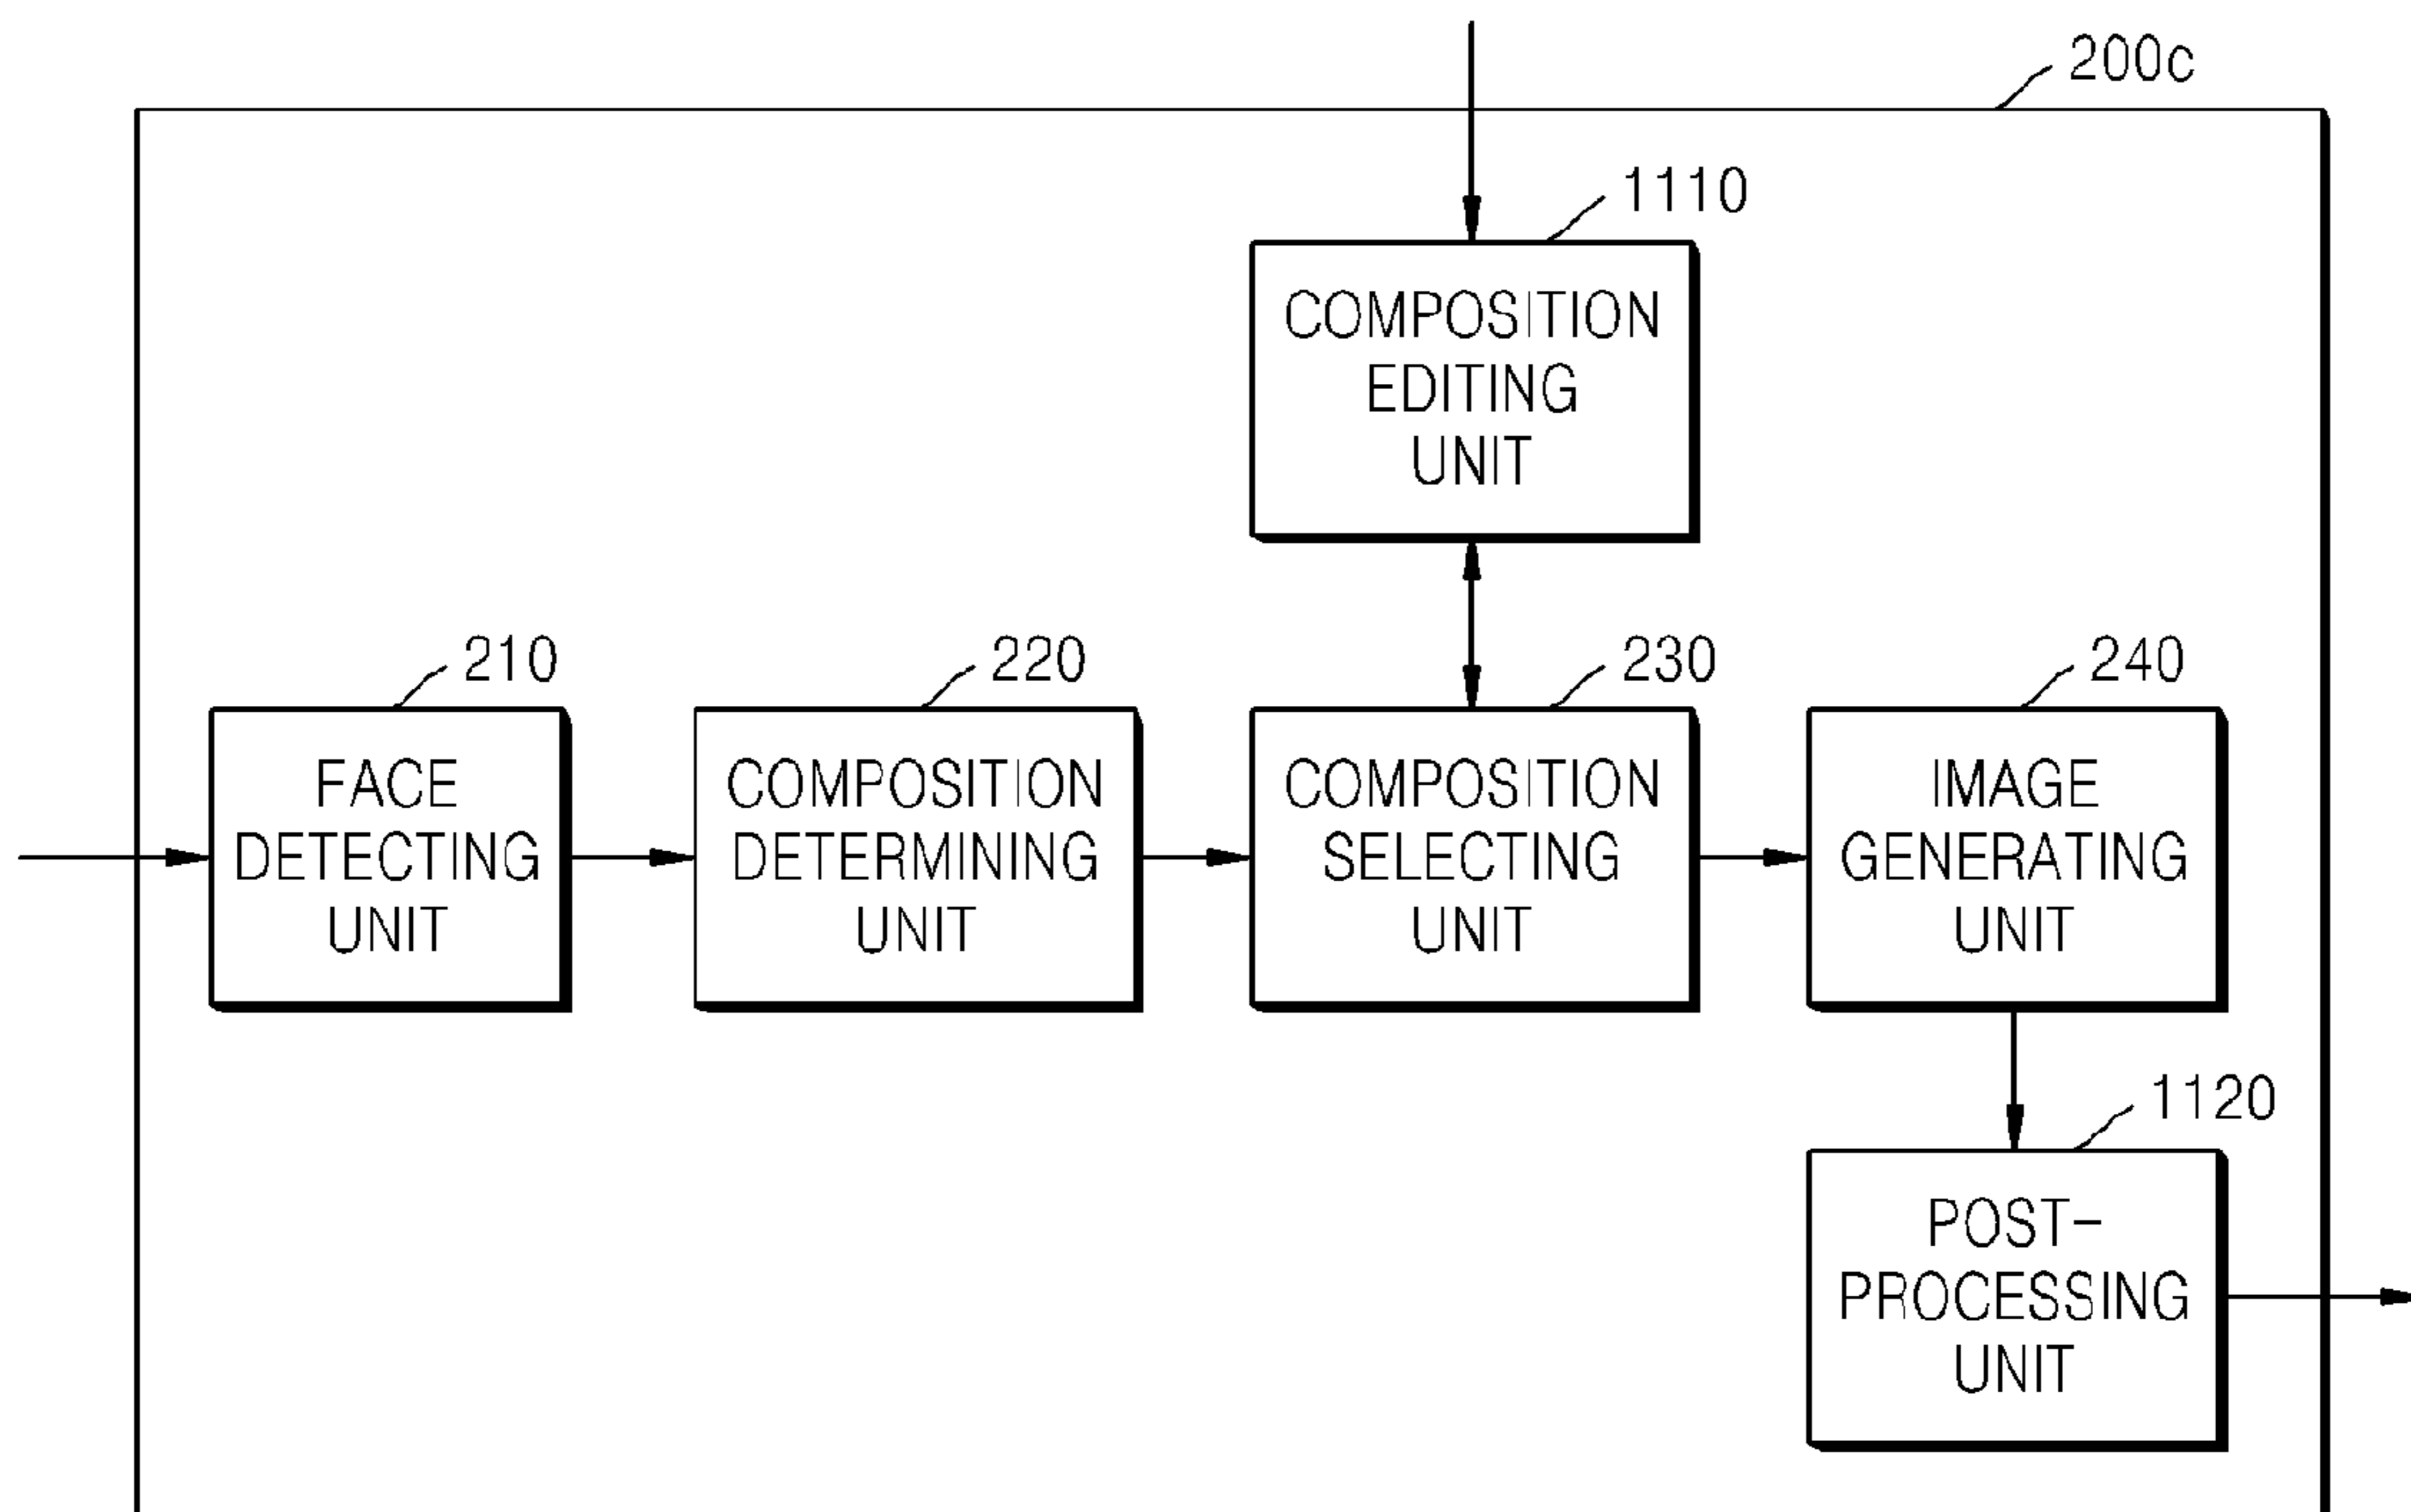 200c
1110
COMPOSITION
EDITING
UNIT
210
FACE
DETECTING
UNIT
220
COMPOSITION
DETERMINING
UNIT
230
COMPOSITION
SELECTING
UNIT
240
IMAGE
GENERATING
UNIT
1120
POST-
PROCESSING
UNIT